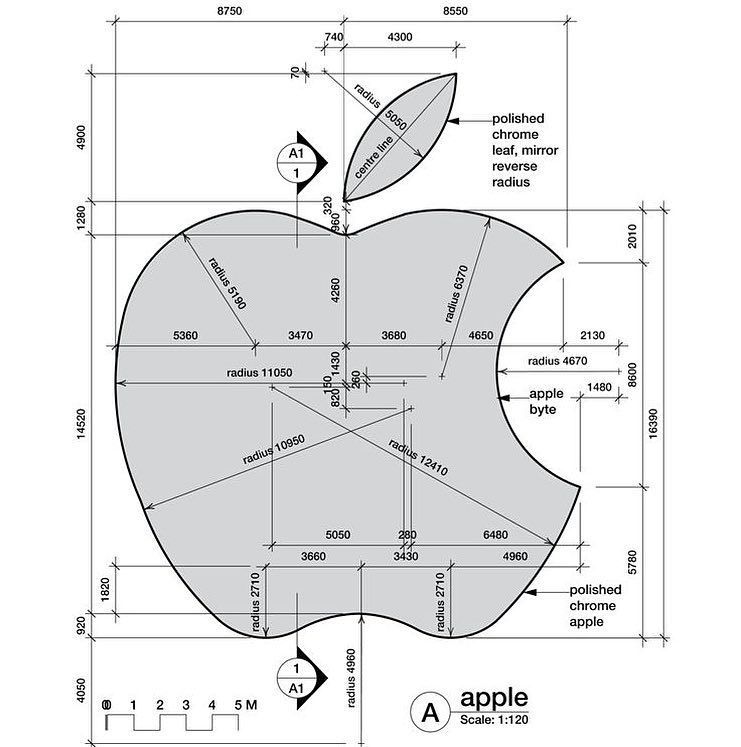 8750
8550
740
4300
70
radius 5050
centre line
polished
chrome
leaf, mirror
reverse
radius
4900
A1
1
1280
320
960
2010
radius 5190
radius 6370
4260
5360
3470
3680
4650
2130
radius 4670
8600
1430
radius 11050
150
260
820
1480
apple
byte
14520
16390
radius 10950
radius 12410
5050
280
6480
3660
3430
4960
5780
1820
radius 2710
radius 2710
polished
chrome
apple
920
radius 4960
1
A1
4050
0 1 2 3 4 5 M
A
apple
Scale: 1:120